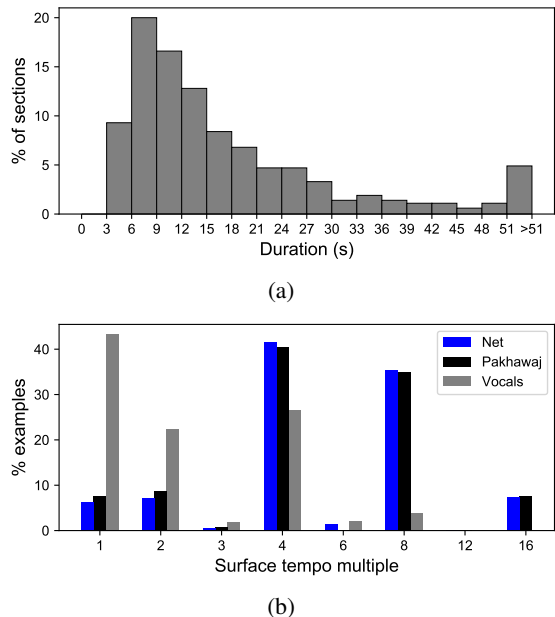 20
15
10
5
0
% of sections
0 3 6 9 12 15 18 21 24 27 30 33 36 39 42 45 48 51 >51
Duration (s)
(a)
40
30
20
10
0
% examples
Net
Pakhawaj
Vocals
1 2 3 4 6 8 12 16
Surface tempo multiple
(b)